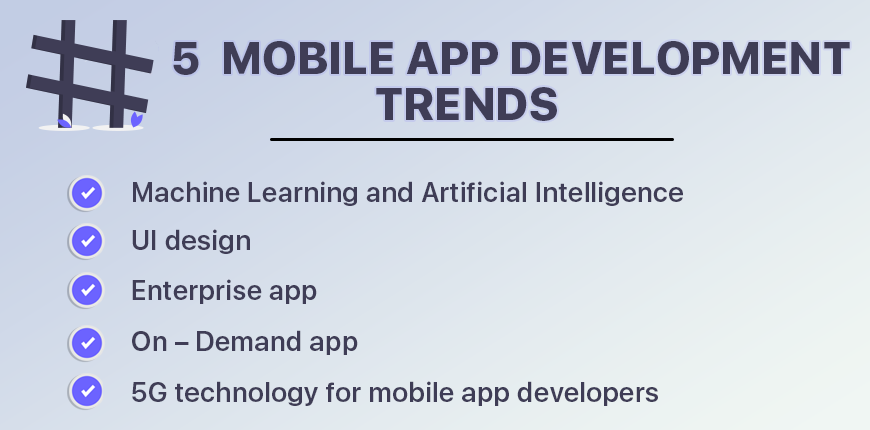 # 5 MOBILE APP DEVELOPMENT
TRENDS
Machine Learning and Artificial Intelligence
UI design
Enterprise app
On – Demand app
5G technology for mobile app developers